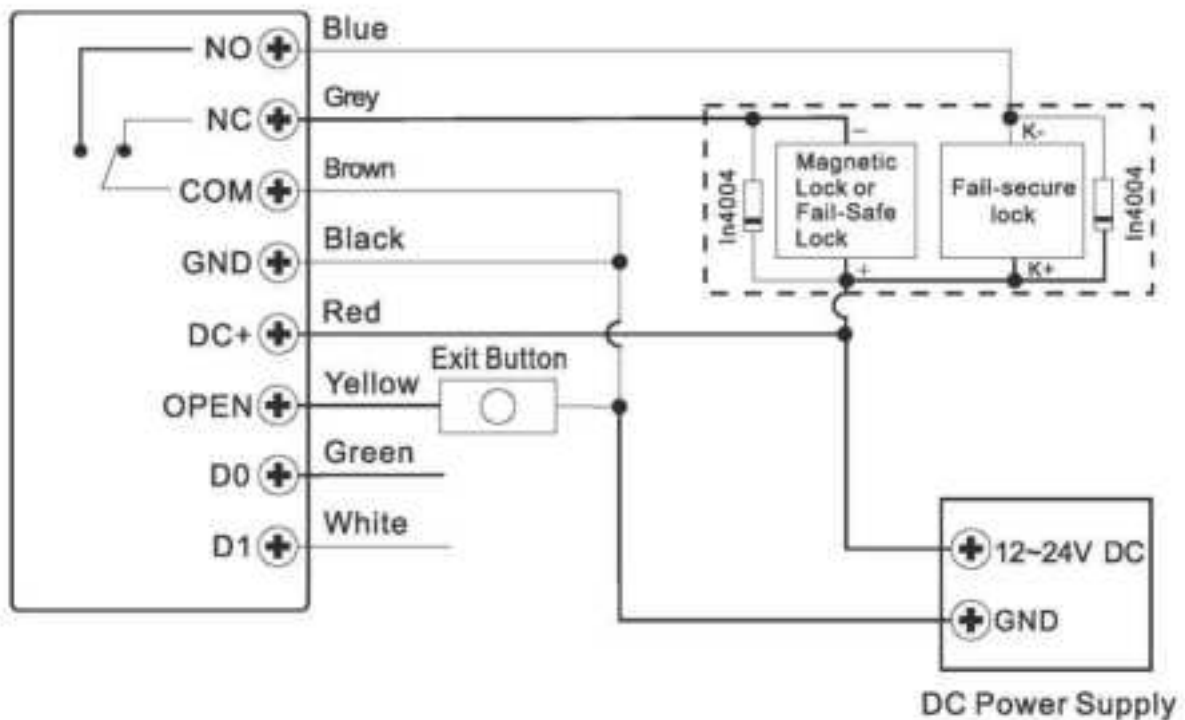 NO
Blue
NC
Grey
COM
Brown
GND
Black
DC+
Red
OPEN
Yellow
Exit Button
D0
Green
D1
White
In4004
−
Magnetic
Lock or
Fail-Safe
Lock
+
K-
Fail-secure
lock
K+
In4004
12~24V DC
GND
DC Power Supply